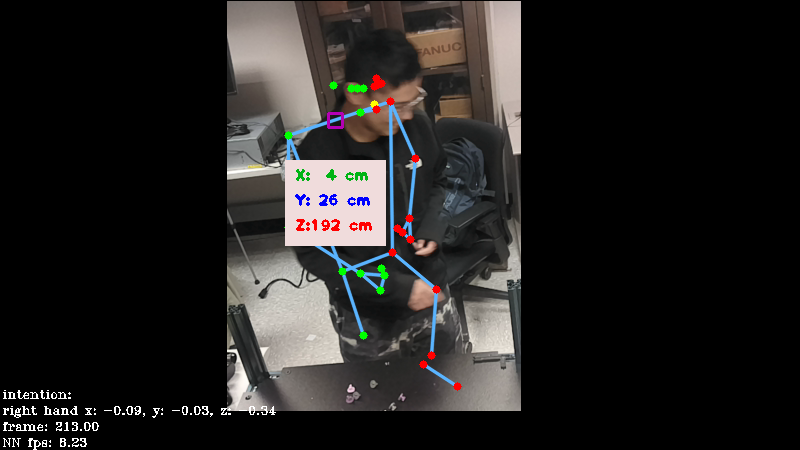 FANUC
X: 4 cm
Y: 26 cm
Z:192 cm
intention:
right hand x: -0.09, y: -0.03, z: -0.34
frame: 213.00
NN fps: 8.23